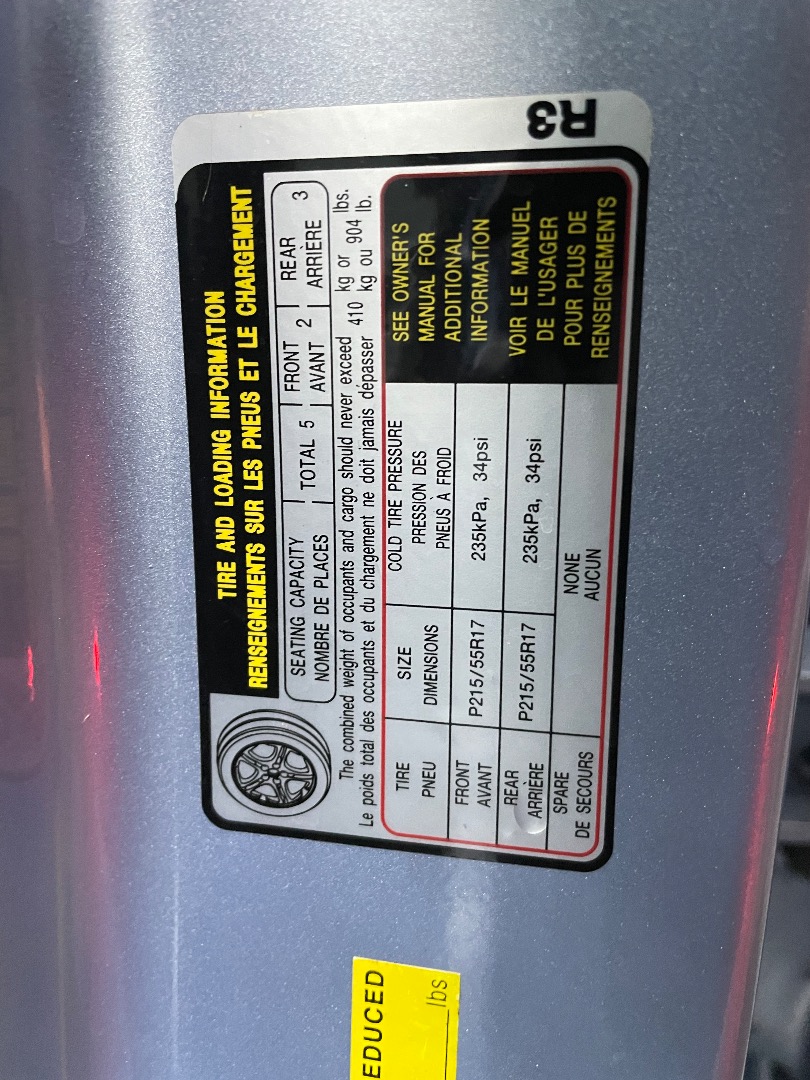 R3
TIRE AND LOADING INFORMATION
RENSEIGNEMENTS SUR LES PNEUS ET LE CHARGEMENT
SEATING CAPACITY TOTAL 5 FRONT 2 REAR 3
NOMBRE DE PLACES AVANT ARRIÈRE
The combined weight of occupants and cargo should never exceed 410 kg or 904 lbs.
Le poids total des occupants et du chargement ne doit jamais dépasser 410 kg ou 904 lb.
TIRE SIZE COLD TIRE PRESSURE
PNEU DIMENSIONS PRESSION DES
PNEUS À FROID
FRONT P215/55R17 235kPa, 34psi
AVANT
REAR P215/55R17 235kPa, 34psi
ARRIÈRE
SPARE NONE
DE SECOURS AUCUN
SEE OWNER'S
MANUAL FOR
ADDITIONAL
INFORMATION
VOIR LE MANUEL
DE L'USAGER
POUR PLUS DE
RENSEIGNEMENTS
EDUCED
lbs